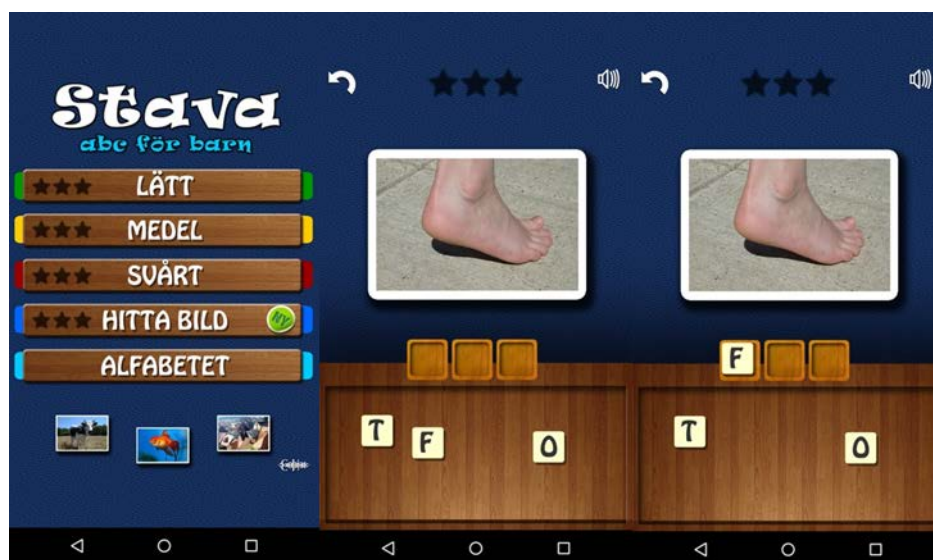 Stava
abc för barn
LÄTT
MEDEL
SVÅRT
HITTA BILD NY
ALFABETET
T F O
F
T O